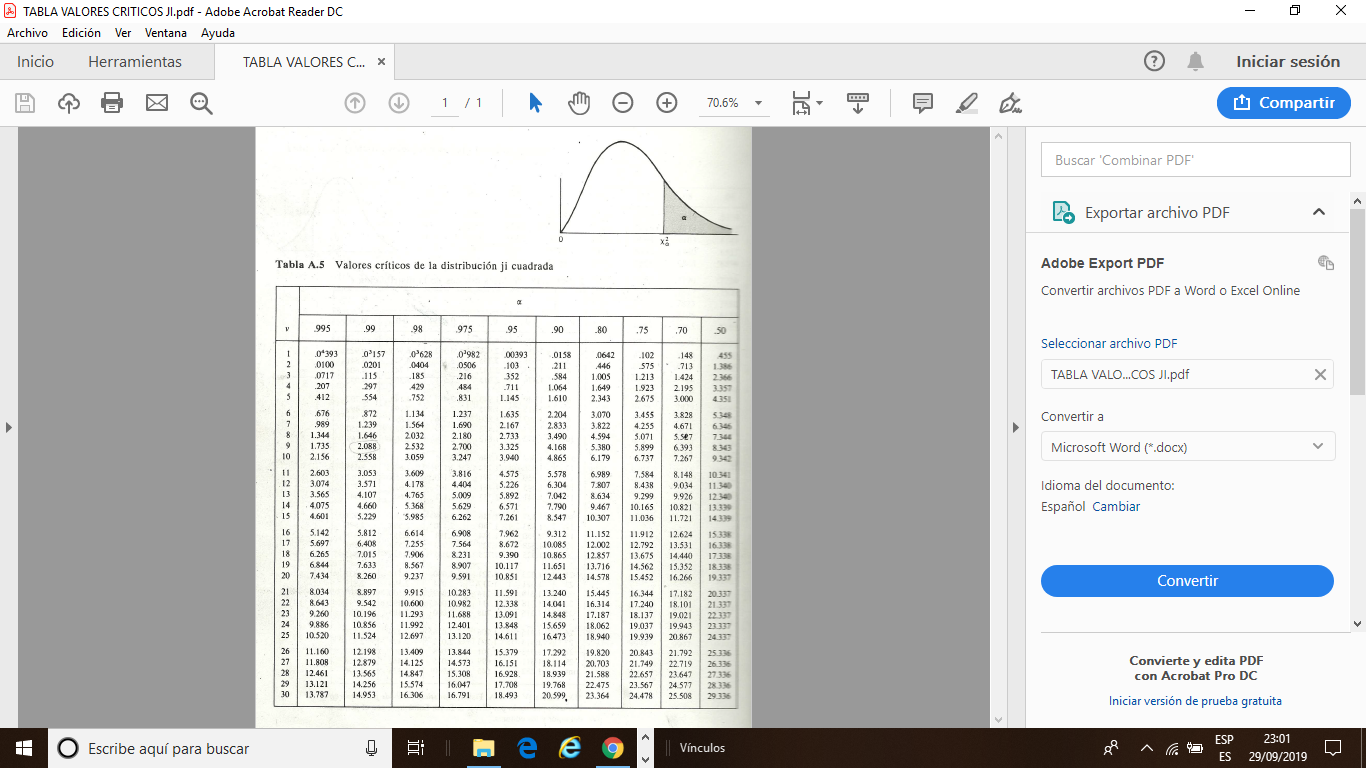 TABLA VALORES CRITICOS JI.pdf - Adobe Acrobat Reader DC
Archivo Edición Ver Ventana Ayuda
Inicio Herramientas TABLA VALORES C... × Iniciar sesión
1 / 1 70.6% Compartir
α
0 X²α
Tabla A.5 Valores críticos de la distribución ji cuadrada
α
ν .995 .99 .98 .975 .95 .90 .80 .75 .70 .50
1 .0⁴393 .0³157 .0³628 .0³982 .00393 .0158 .0642 .102 .148 .455
2 .0100 .0201 .0404 .0506 .103 .211 .446 .575 .713 1.386
3 .0717 .115 .185 .216 .352 .584 1.005 1.213 1.424 2.366
4 .207 .297 .429 .484 .711 1.064 1.649 1.923 2.195 3.357
5 .412 .554 .752 .831 1.145 1.610 2.343 2.675 3.000 4.351
6 .676 .872 1.134 1.237 1.635 2.204 3.070 3.455 3.828 5.348
7 .989 1.239 1.564 1.690 2.167 2.833 3.822 4.255 4.671 6.346
8 1.344 1.646 2.032 2.180 2.733 3.490 4.594 5.071 5.527 7.344
9 1.735 2.088 2.532 2.700 3.325 4.168 5.380 5.899 6.393 8.343
10 2.156 2.558 3.059 3.247 3.940 4.865 6.179 6.737 7.267 9.342
11 2.603 3.053 3.609 3.816 4.575 5.578 6.989 7.584 8.148 10.341
12 3.074 3.571 4.178 4.404 5.226 6.304 7.807 8.438 9.034 11.340
13 3.565 4.107 4.765 5.009 5.892 7.042 8.634 9.299 9.926 12.340
14 4.075 4.660 5.368 5.629 6.571 7.790 9.467 10.165 10.821 13.339
15 4.601 5.229 5.985 6.262 7.261 8.547 10.307 11.036 11.721 14.339
16 5.142 5.812 6.614 6.908 7.962 9.312 11.152 11.912 12.624 15.338
17 5.697 6.408 7.255 7.564 8.672 10.085 12.002 12.792 13.531 16.338
18 6.265 7.015 7.906 8.231 9.390 10.865 12.857 13.675 14.440 17.338
19 6.844 7.633 8.567 8.907 10.117 11.651 13.716 14.562 15.352 18.338
20 7.434 8.260 9.237 9.591 10.851 12.443 14.578 15.452 16.266 19.337
21 8.034 8.897 9.915 10.283 11.591 13.240 15.445 16.344 17.182 20.337
22 8.643 9.542 10.600 10.982 12.338 14.041 16.314 17.240 18.101 21.337
23 9.260 10.196 11.293 11.688 13.091 14.848 17.187 18.137 19.021 22.337
24 9.886 10.856 11.992 12.401 13.848 15.659 18.062 19.037 19.943 23.337
25 10.520 11.524 12.697 13.120 14.611 16.473 18.940 19.939 20.867 24.337
26 11.160 12.198 13.409 13.844 15.379 17.292 19.820 20.843 21.792 25.336
27 11.808 12.879 14.125 14.573 16.151 18.114 20.703 21.749 22.719 26.336
28 12.461 13.565 14.847 15.308 16.928 18.939 21.588 22.657 23.647 27.336
29 13.121 14.256 15.574 16.047 17.708 19.768 22.475 23.567 24.577 28.336
30 13.787 14.953 16.306 16.791 18.493 20.599 23.364 24.478 25.508 29.336
Buscar 'Combinar PDF'
Exportar archivo PDF
Adobe Export PDF
Convertir archivos PDF a Word o Excel Online
Seleccionar archivo PDF
TABLA VALO...COS JI.pdf
Convertir a
Microsoft Word (*.docx)
Idioma del documento:
Español Cambiar
Convertir
Convierte y edita PDF
con Acrobat Pro DC
Iniciar versión de prueba gratuita
Escribe aquí para buscar
Vínculos
ESP
ES
23:01
29/09/2019